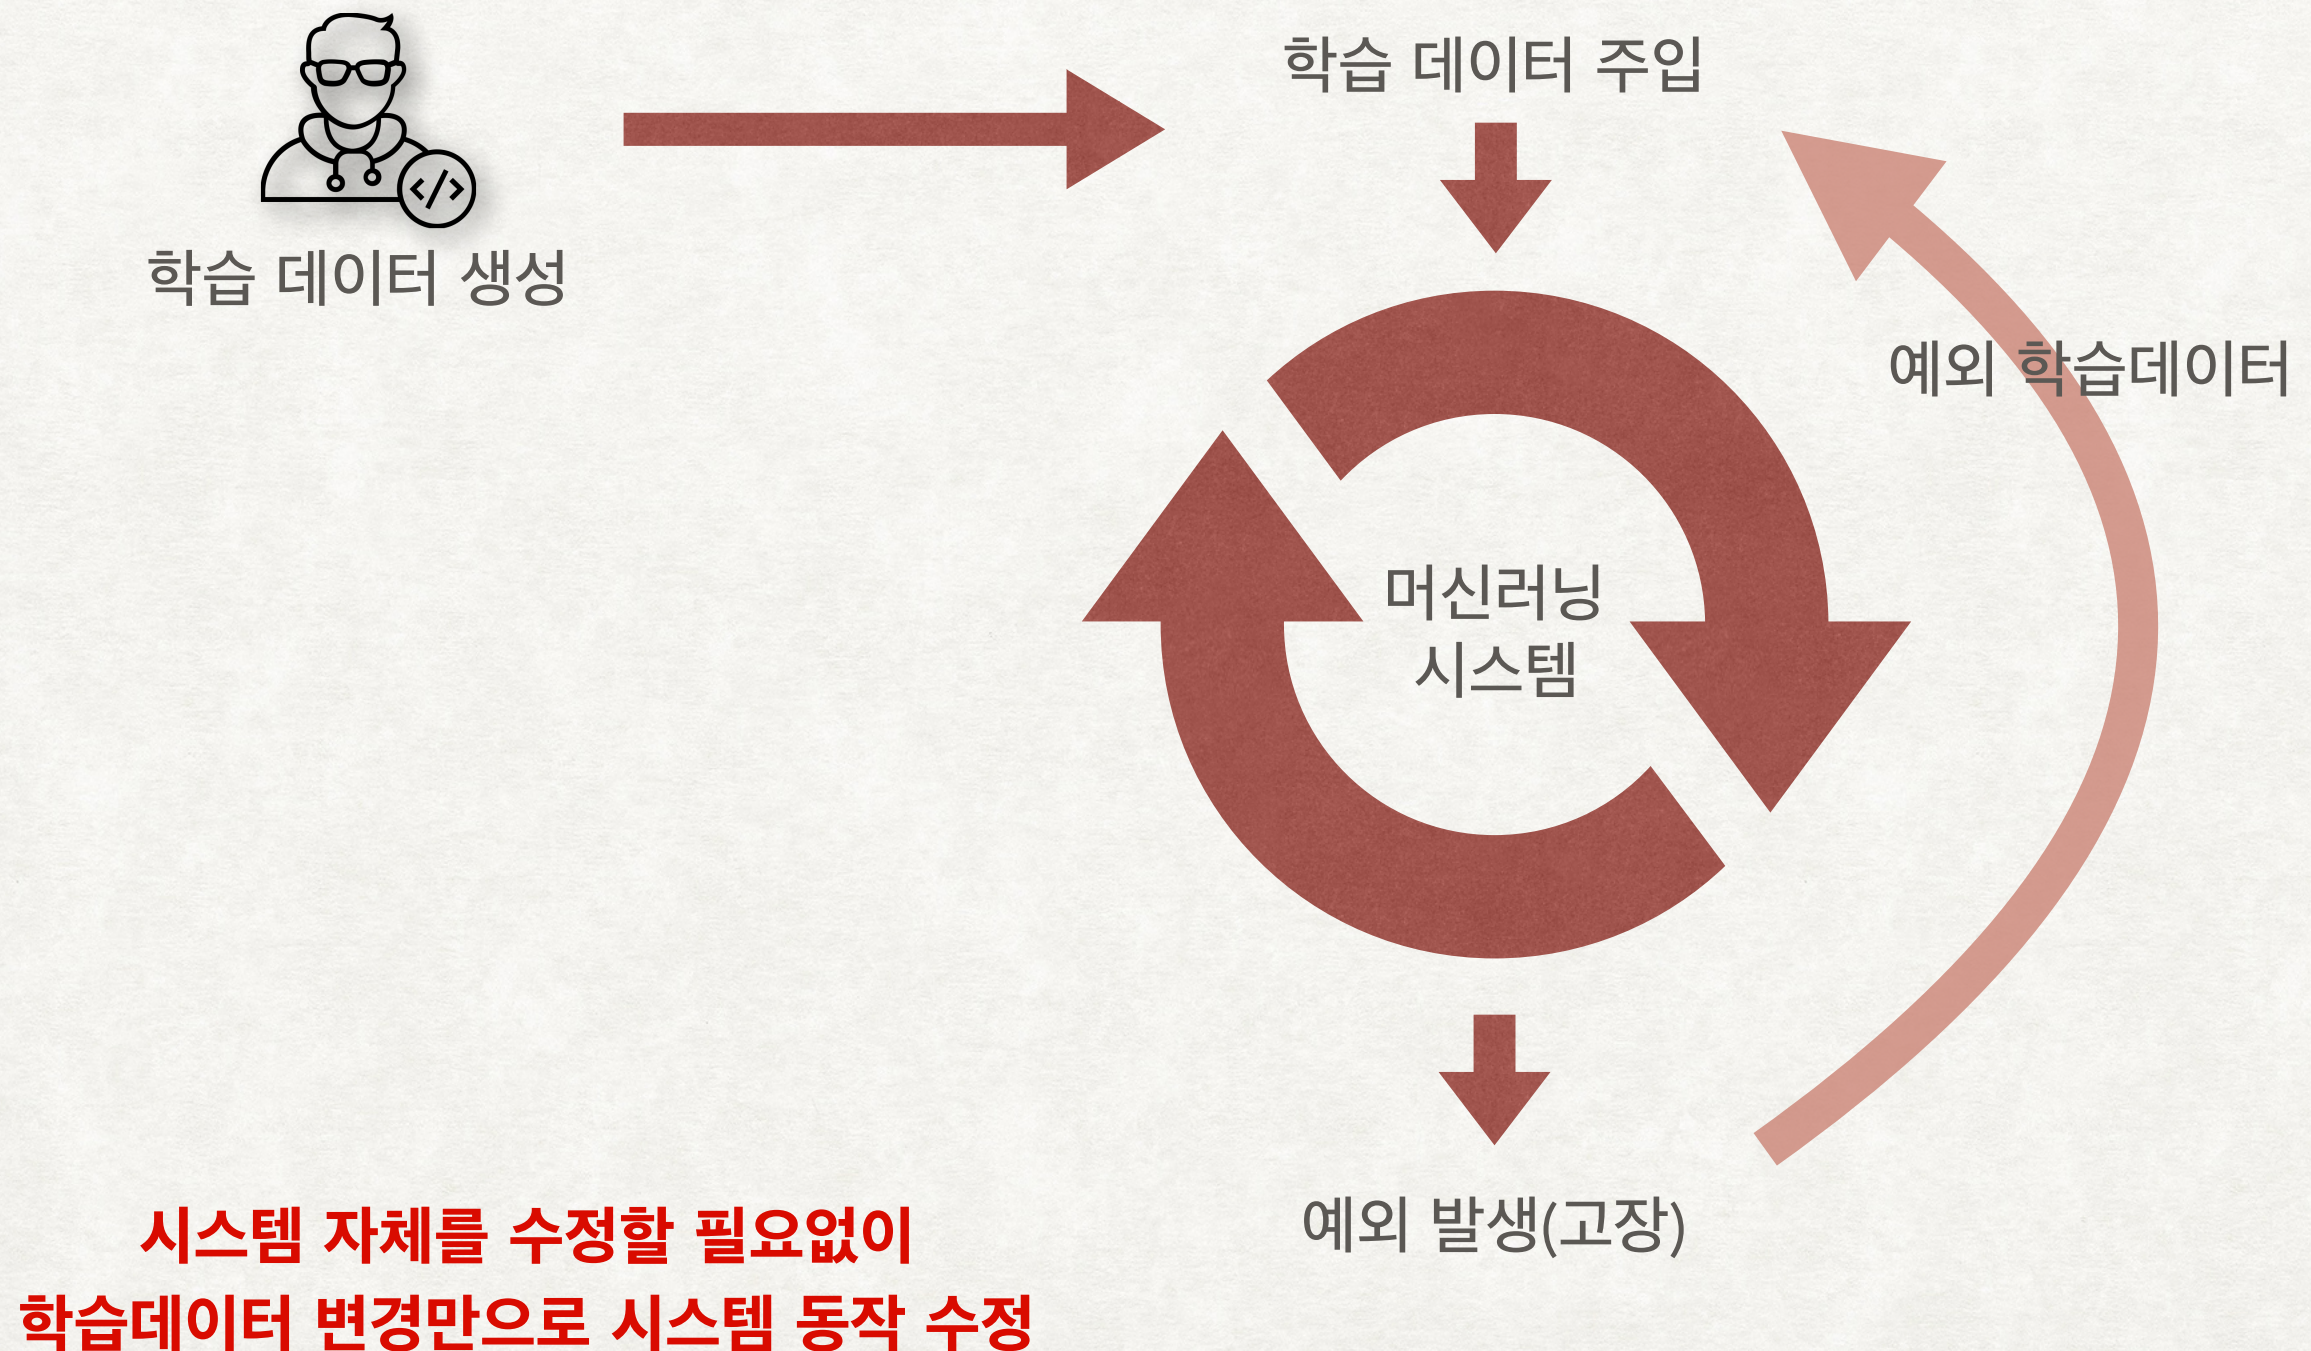 학습 데이터 주입
</>
학습 데이터 생성
예외 학습데이터
머신러닝
시스템
예외 발생(고장)
시스템 자체를 수정할 필요없이
학습데이터 변경만으로 시스템 동작 수정